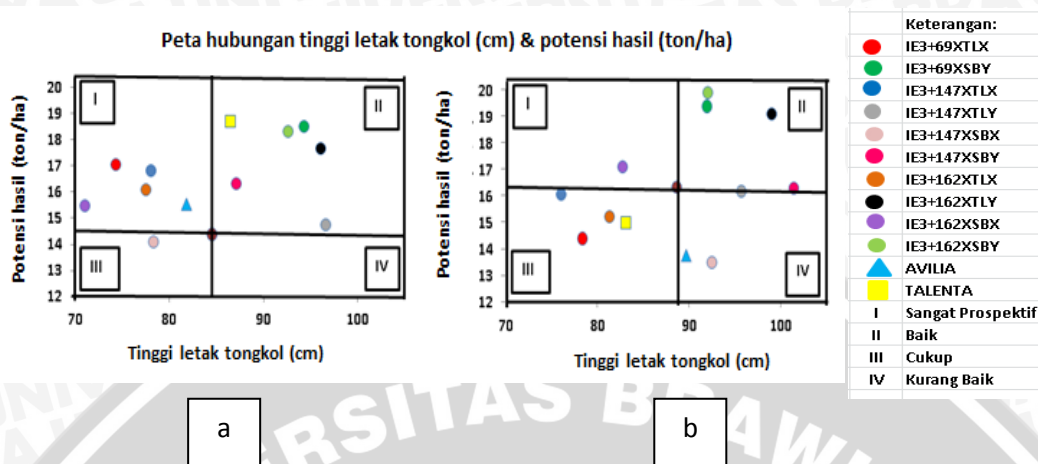 Peta hubungan tinggi letak tongkol (cm) & potensi hasil (ton/ha)
Potensi hasil (ton/ha)
20
19
18
17
16
15
14
13
12
I
II
III
IV
70
80
90
100
Tinggi letak tongkol (cm)
Potensi hasil (ton/ha)
20
19
18
17
16
15
14
13
12
I
II
III
IV
70
80
90
100
Tinggi letak tongkol (cm)
Keterangan:
IE3+69XTLX
IE3+69XSBY
IE3+147XTLX
IE3+147XTLY
IE3+147XSBX
IE3+147XSBY
IE3+162XTLX
IE3+162XTLY
IE3+162XSBX
IE3+162XSBY
AVILIA
TALENTA
I Sangat Prospektif
II Baik
III Cukup
IV Kurang Baik
a
b